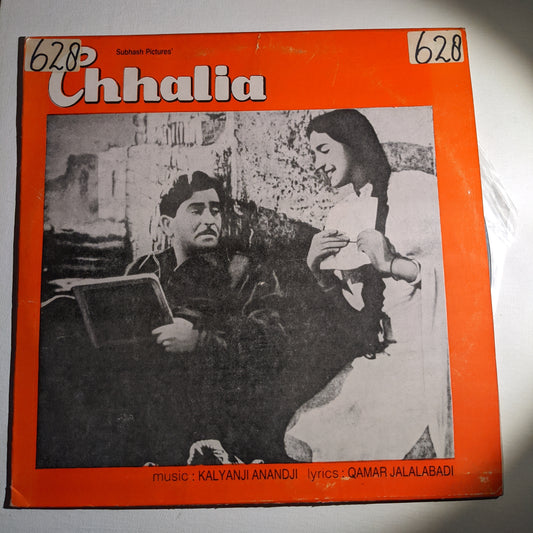 628
Subhash Pictures'
628
Chhalia
music : KALYANJI ANANDJI lyrics : QAMAR JALALABADI